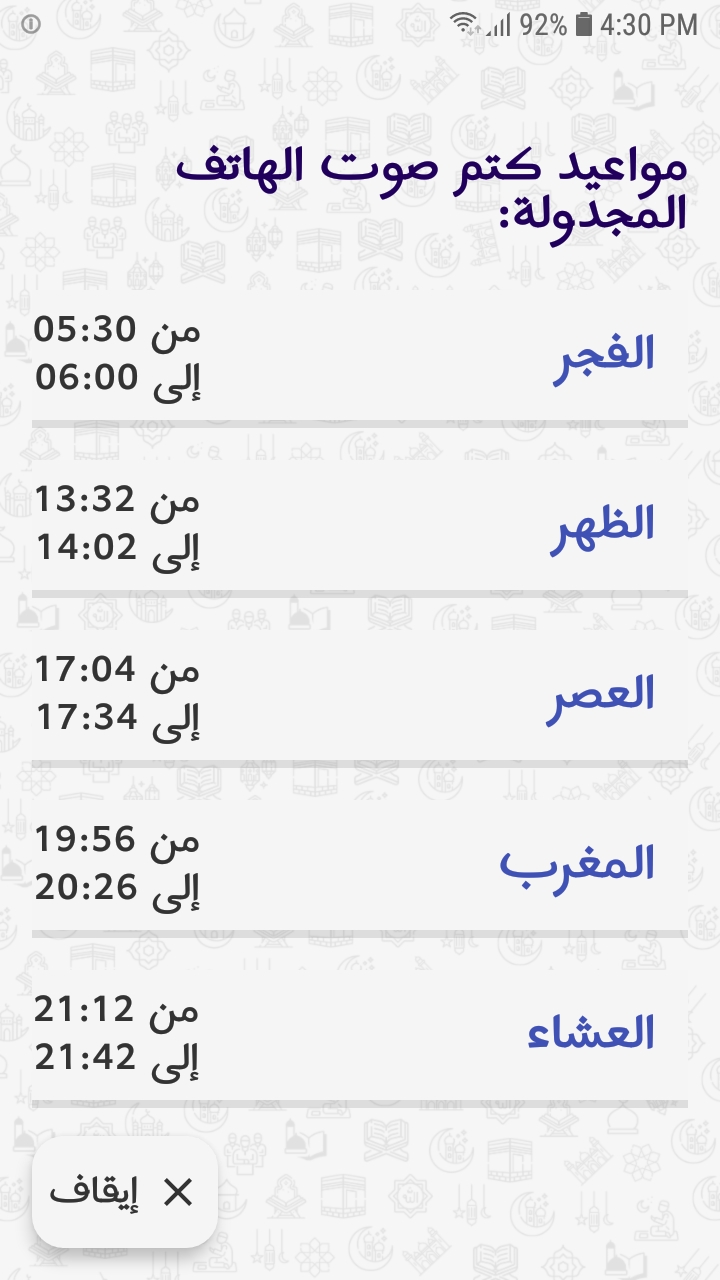 92% 4:30 PM
مواعيد كتم صوت الهاتف
المجدولة:
الفجر
من 05:30
إلى 06:00
الظهر
من 13:32
إلى 14:02
العصر
من 17:04
إلى 17:34
المغرب
من 19:56
إلى 20:26
العشاء
من 21:12
إلى 21:42
إيقاف